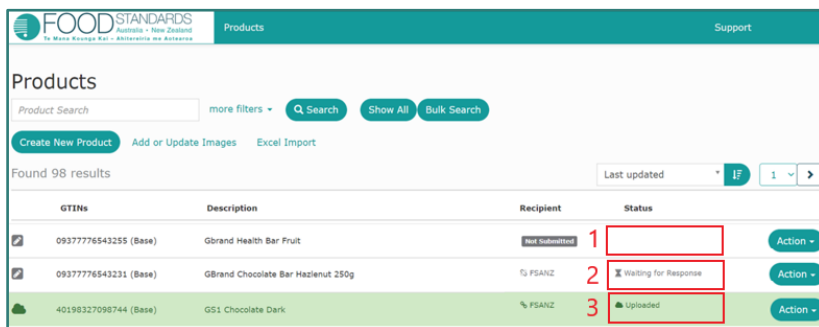 FOOD STANDARDS
Australia - New Zealand
Te Mana Kounga Kai - Ahitereiria me Aotearoa
Products
Support
Products
Product Search
more filters
Search
Show All
Bulk Search
Create New Product
Add or Update Images
Excel Import
Found 98 results
Last updated
1
GTINs Description Recipient Status
09377776543255 (Base) Gbrand Health Bar Fruit Not Submitted 1 Action
09377776543231 (Base) GBrand Chocolate Bar Hazlenut 250g FSANZ 2 Waiting for Response Action
40198327098744 (Base) GS1 Chocolate Dark FSANZ 3 Uploaded Action